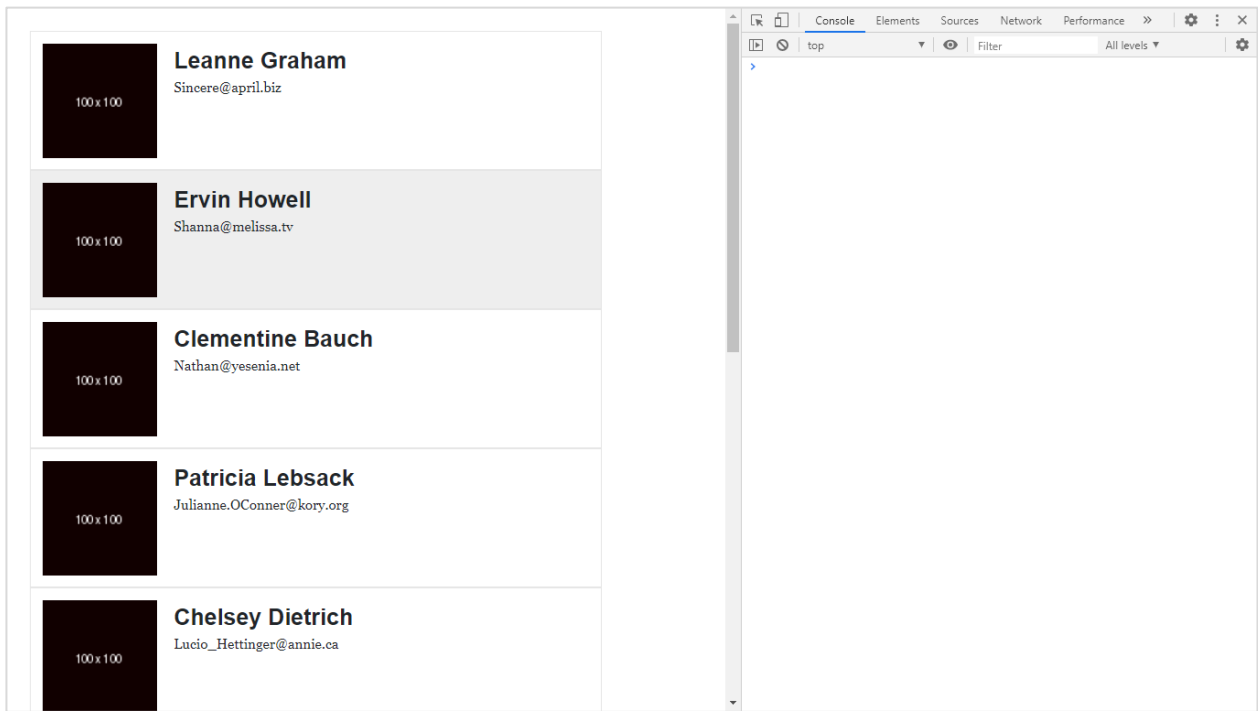 100 x 100
Leanne Graham
Sincere@april.biz
100 x 100
Ervin Howell
Shanna@melissa.tv
100 x 100
Clementine Bauch
Nathan@yesenia.net
100 x 100
Patricia Lebsack
Julianne.OConner@kory.org
100 x 100
Chelsey Dietrich
Lucio_Hettinger@annie.ca
Console Elements Sources Network Performance »
top Filter All levels